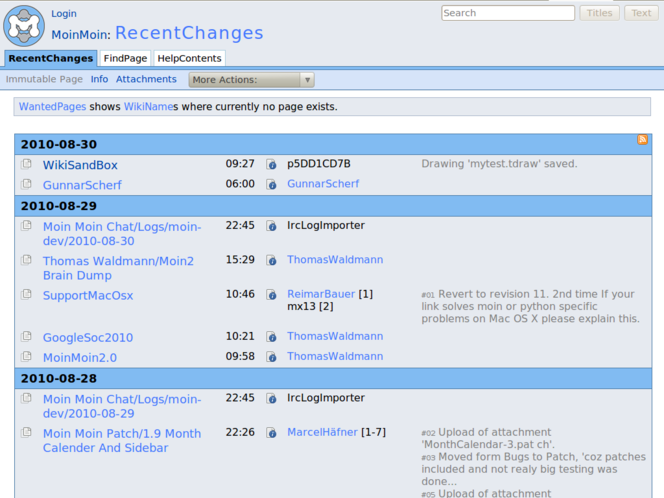 Login
Search
Titles
Text
MoinMoin: RecentChanges
RecentChanges
FindPage
HelpContents
Immutable Page
Info
Attachments
More Actions:
WantedPages shows WikiNames where currently no page exists.
2010-08-30
WikiSandBox 09:27 p5DD1CD7B Drawing 'mytest.tdraw' saved.
GunnarScherf 06:00 GunnarScherf
2010-08-29
Moin Moin Chat/Logs/moin- 22:45 IrcLogImporter
dev/2010-08-30
Thomas Waldmann/Moin2 15:29 ThomasWaldmann
Brain Dump
SupportMacOsx 10:46 ReimarBauer [1] #01 Revert to revision 11. 2nd time If your
mx13 [2] link solves moin or python specific
problems on Mac OS X please explain this.
GoogleSoc2010 10:21 ThomasWaldmann
MoinMoin2.0 09:58 ThomasWaldmann
2010-08-28
Moin Moin Chat/Logs/moin- 22:45 IrcLogImporter
dev/2010-08-29
Moin Moin Patch/1.9 Month 22:26 MarcelHäfner [1-7] #02 Upload of attachment
Calender And Sidebar 'MonthCalendar-3.pat ch'.
#03 Moved form Bugs to Patch, 'coz patches
included and not realy big testing was
done...
#05 Upload of attachment